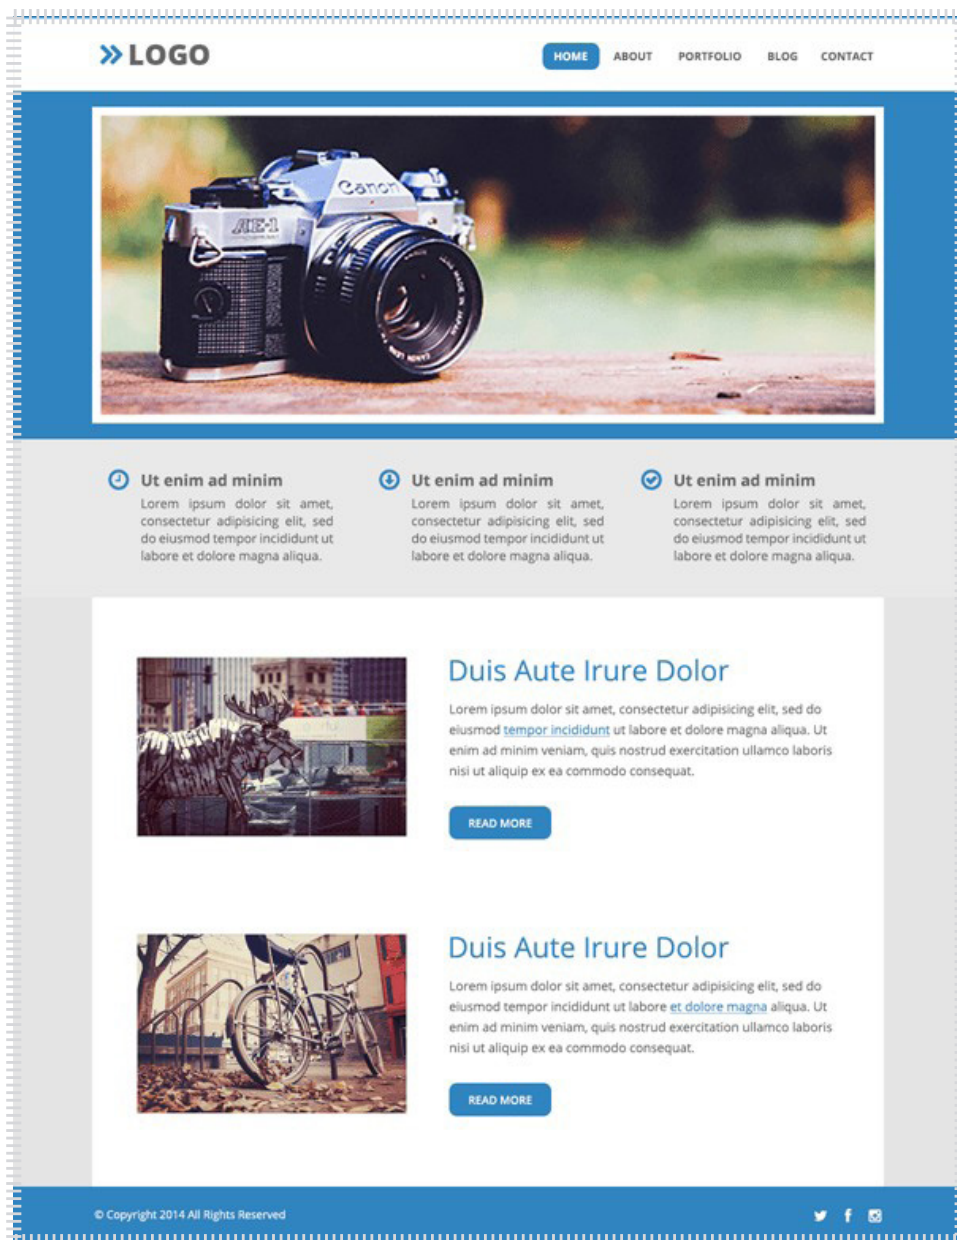 LOGO
HOME ABOUT PORTFOLIO BLOG CONTACT
Canon
AE-1
CANON LENS
MADE IN JAPAN
Ut enim ad minim
Lorem ipsum dolor sit amet,
consectetur adipisicing elit, sed
do eiusmod tempor incididunt ut
labore et dolore magna aliqua.
Ut enim ad minim
Lorem ipsum dolor sit amet,
consectetur adipisicing elit, sed
do eiusmod tempor incididunt ut
labore et dolore magna aliqua.
Ut enim ad minim
Lorem ipsum dolor sit amet,
consectetur adipisicing elit, sed
do eiusmod tempor incididunt ut
labore et dolore magna aliqua.
Duis Aute Irure Dolor
Lorem ipsum dolor sit amet, consectetur adipisicing elit, sed do
eiusmod tempor incididunt ut labore et dolore magna aliqua. Ut
enim ad minim veniam, quis nostrud exercitation ullamco laboris
nisi ut aliquip ex ea commodo consequat.
READ MORE
Duis Aute Irure Dolor
Lorem ipsum dolor sit amet, consectetur adipisicing elit, sed do
eiusmod tempor incididunt ut labore et dolore magna aliqua. Ut
enim ad minim veniam, quis nostrud exercitation ullamco laboris
nisi ut aliquip ex ea commodo consequat.
READ MORE
© Copyright 2014 All Rights Reserved